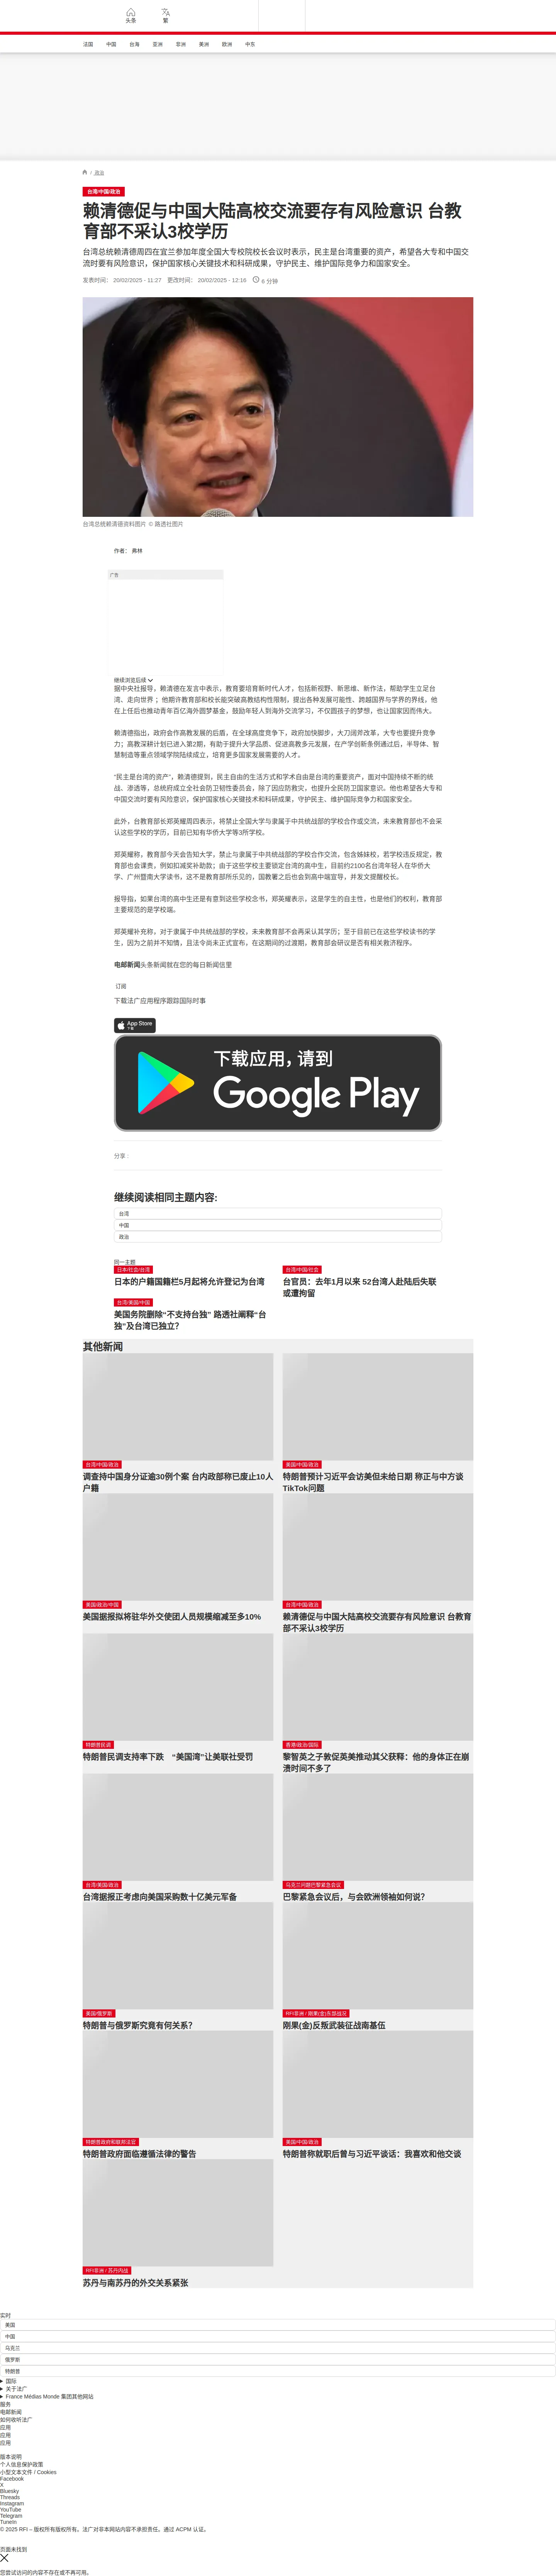 头条
繁
法国
中国
台海
亚洲
非洲
美洲
欧洲
中东
/ 政治
台湾/中国/政治
赖清德促与中国大陆高校交流要存有风险意识 台教
育部不采认3校学历
台湾总统赖清德周四在宜兰参加年度全国大专校院校长会议时表示，民主是台湾重要的资产，希望各大专和中国交
流时要有风险意识，保护国家核心关键技术和科研成果，守护民主、维护国际竞争力和国家安全。
发表时间： 20/02/2025 - 11:27 更改时间： 20/02/2025 - 12:16 6 分钟
台湾总统赖清德资料图片 © 路透社图片
作者： 弗林
广告
继续浏览后续
据中央社报导，赖清德在发言中表示，教育要培育新时代人才，包括新视野、新思维、新作法，帮助学生立足台
湾、走向世界 ；他期许教育部和校长能突破高教结构性限制，提出各种发展可能性、跨越国界与学界的界线，他
在上任后也推动青年百亿海外圆梦基金，鼓励年轻人到海外交流学习，不仅圆孩子的梦想，也让国家因而伟大。
赖清德指出，政府会作高教发展的后盾，在全球高度竞争下，政府加快脚步，大刀阔斧改革，大专也要提升竞争
力；高教深耕计划已进入第2期，有助于提升大学品质、促进高教多元发展，在产学创新条例通过后，半导体、智
慧制造等重点领域学院陆续成立，培育更多国家发展需要的人才。
“民主是台湾的资产”，赖清德提到，民主自由的生活方式和学术自由是台湾的重要资产，面对中国持续不断的统
战、渗透等，总统府成立全社会防卫韧性委员会，除了因应防救灾，也提升全民防卫国家意识。他也希望各大专和
中国交流时要有风险意识，保护国家核心关键技术和科研成果，守护民主、维护国际竞争力和国家安全。
此外，台教育部长郑英耀周四表示，将禁止全国大学与隶属于中共统战部的学校合作或交流，未来教育部也不会采
认这些学校的学历，目前已知有华侨大学等3所学校。
郑英耀称，教育部今天会告知大学，禁止与隶属于中共统战部的学校合作交流，包含姊妹校，若学校违反规定，教
育部也会课责，例如扣减奖补助款；由于这些学校主要锁定台湾的高中生，目前约2100名台湾年轻人在华侨大
学、广州暨南大学读书，这不是教育部所乐见的，国教署之后也会到高中端宣导，并发文提醒校长。
报导指，如果台湾的高中生还是有意到这些学校念书，郑英耀表示，这是学生的自主性，也是他们的权利，教育部
主要规范的是学校端。
郑英耀补充称，对于隶属于中共统战部的学校，未来教育部不会再采认其学历；至于目前已在这些学校读书的学
生，因为之前并不知情，且法令尚未正式宣布，在这期间的过渡期，教育部会研议是否有相关救济程序。
电邮新闻头条新闻就在您的每日新闻信里
订阅
下载法广应用程序跟踪国际时事
App Store
下载
下载应用，请到
Google Play
分享 :
继续阅读相同主题内容:
台湾
中国
政治
同一主题
日本/社会/台湾
日本的户籍国籍栏5月起将允许登记为台湾
台湾/中国/社会
台官员：去年1月以来 52台湾人赴陆后失联
或遭拘留
台湾/美国/中国
美国务院删除“不支持台独” 路透社阐释“台
独”及台湾已独立？
其他新闻
台湾/中国/政治
调查持中国身分证逾30例个案 台内政部称已废止10人
户籍
美国/中国/政治
特朗普预计习近平会访美但未给日期 称正与中方谈
TikTok问题
美国/政治/中国
美国据报拟将驻华外交使团人员规模缩减至多10%
台湾/中国/政治
赖清德促与中国大陆高校交流要存有风险意识 台教育
部不采认3校学历
特朗普民调
特朗普民调支持率下跌　“美国湾”让美联社受罚
香港/政治/国际
黎智英之子敦促英美推动其父获释：他的身体正在崩
溃时间不多了
台湾/美国/政治
台湾据报正考虑向美国采购数十亿美元军备
乌克兰问题巴黎紧急会议
巴黎紧急会议后，与会欧洲领袖如何说？
美国/俄罗斯
特朗普与俄罗斯究竟有何关系？
RFI非洲 / 刚果(金)东部战况
刚果(金)反叛武装征战南基伍
特朗普政府和联邦法官
特朗普政府面临遵循法律的警告
美国/中国/政治
特朗普称就职后曾与习近平谈话：我喜欢和他交谈
RFI非洲 / 苏丹内战
苏丹与南苏丹的外交关系紧张
实时
美国
中国
乌克兰
俄罗斯
特朗普
国际
关于法广
France Médias Monde 集团其他网站
服务
电邮新闻
如何收听法广
应用
应用
应用
版本说明
个人信息保护政策
小型文本文件 / Cookies
Facebook
X
Bluesky
Threads
Instagram
YouTube
Telegram
TuneIn
© 2025 RFI – 版权所有版权所有。法广对非本网站内容不承担责任。通过 ACPM 认证。
页面未找到
您尝试访问的内容不存在或不再可用。